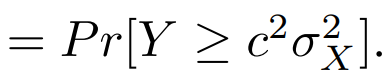 = Pr[Y ≥ c²σ²_X].